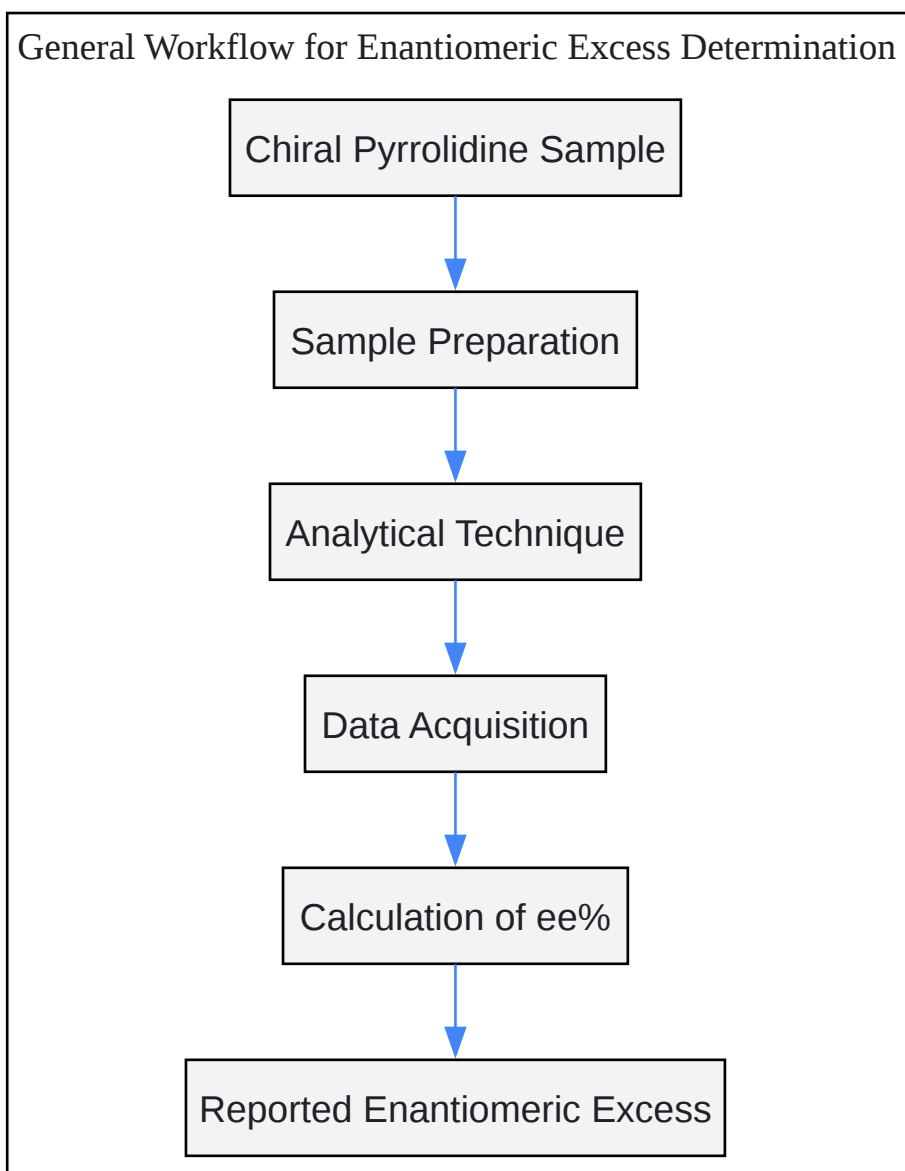 General Workflow for Enantiomeric Excess Determination
Chiral Pyrrolidine Sample
Sample Preparation
Analytical Technique
Data Acquisition
Calculation of ee%
Reported Enantiomeric Excess